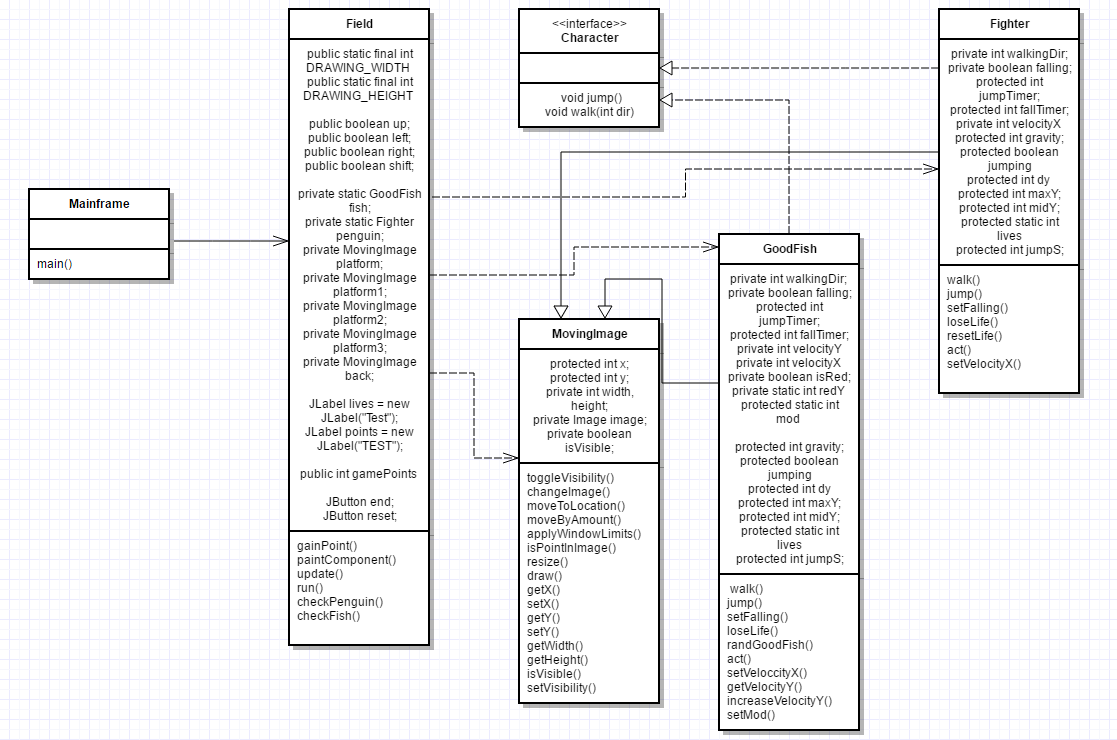 Mainframe
main()
Field
public static final int
DRAWING_WIDTH
public static final int
DRAWING_HEIGHT
public boolean up;
public boolean left;
public boolean right;
public boolean shift;
private static GoodFish
fish;
private static Fighter
penguin;
private MovingImage
platform;
private MovingImage
platform1;
private MovingImage
platform2;
private MovingImage
platform3;
private MovingImage
back;
JLabel lives = new
JLabel("Test");
JLabel points = new
JLabel("TEST");
public int gamePoints
JButton end;
JButton reset;
gainPoint()
paintComponent()
update()
run()
checkPenguin()
checkFish()
<<interface>>
Character
void jump()
void walk(int dir)
MovingImage
protected int x;
protected int y;
private int width,
height;
private Image image;
private boolean
isVisible;
toggleVisibility()
changeImage()
moveToLocation()
moveByAmount()
applyWindowLimits()
isPointInImage()
resize()
draw()
getX()
setX()
getY()
setY()
getWidth()
getHeight()
isVisible()
setVisibility()
GoodFish
private int walkingDir;
private boolean falling;
protected int
jumpTimer;
protected int fallTimer;
private int velocityY
private int velocityX
private boolean isRed;
private static int redY
protected static int
mod
protected int gravity;
protected boolean
jumping
protected int dy
protected int maxY;
protected int midY;
protected static int
lives
protected int jumpS;
walk()
jump()
setFalling()
loseLife()
randGoodFish()
act()
setVeloccityX()
getVelocityY()
increaseVelocityY()
setMod()
Fighter
private int walkingDir;
private boolean falling;
protected int
jumpTimer;
protected int fallTimer;
private int velocityX
protected int gravity;
protected boolean
jumping
protected int dy
protected int maxY;
protected int midY;
protected static int
lives
protected int jumpS;
walk()
jump()
setFalling()
loseLife()
resetLife()
act()
setVelocityX()